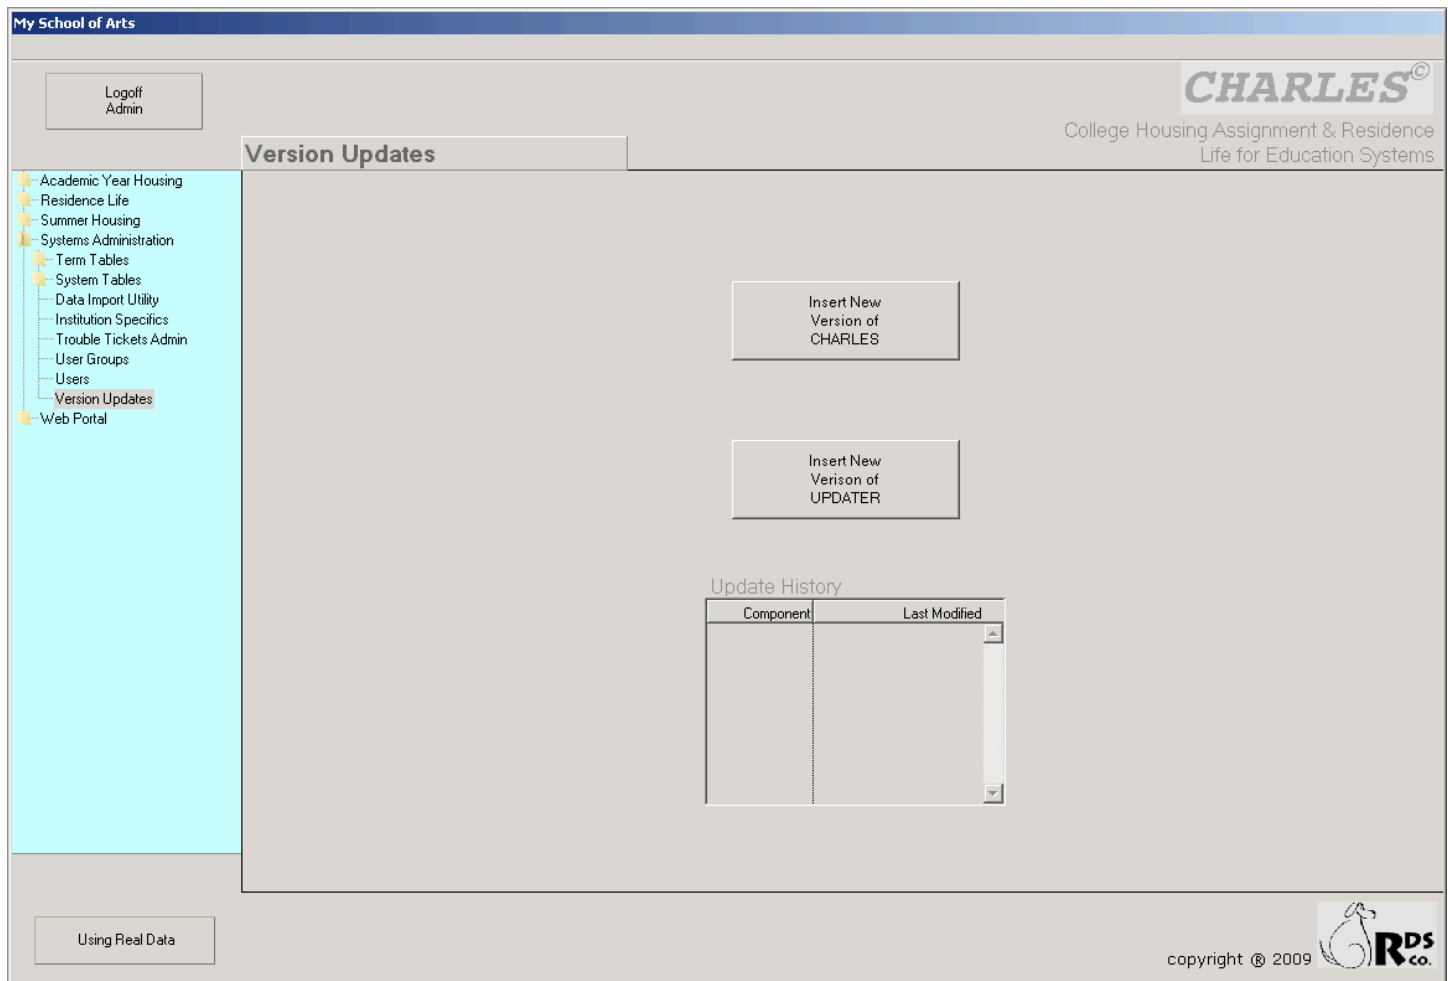 My School of Arts
Logoff
Admin
CHARLES©
College Housing Assignment & Residence
Life for Education Systems
Version Updates
Academic Year Housing
Residence Life
Summer Housing
Systems Administration
Term Tables
System Tables
Data Import Utility
Institution Specifics
Trouble Tickets Admin
User Groups
Users
Version Updates
Web Portal
Insert New
Version of
CHARLES
Insert New
Verison of
UPDATER
Update History
Component Last Modified
Using Real Data
copyright ® 2009
RDS
co.